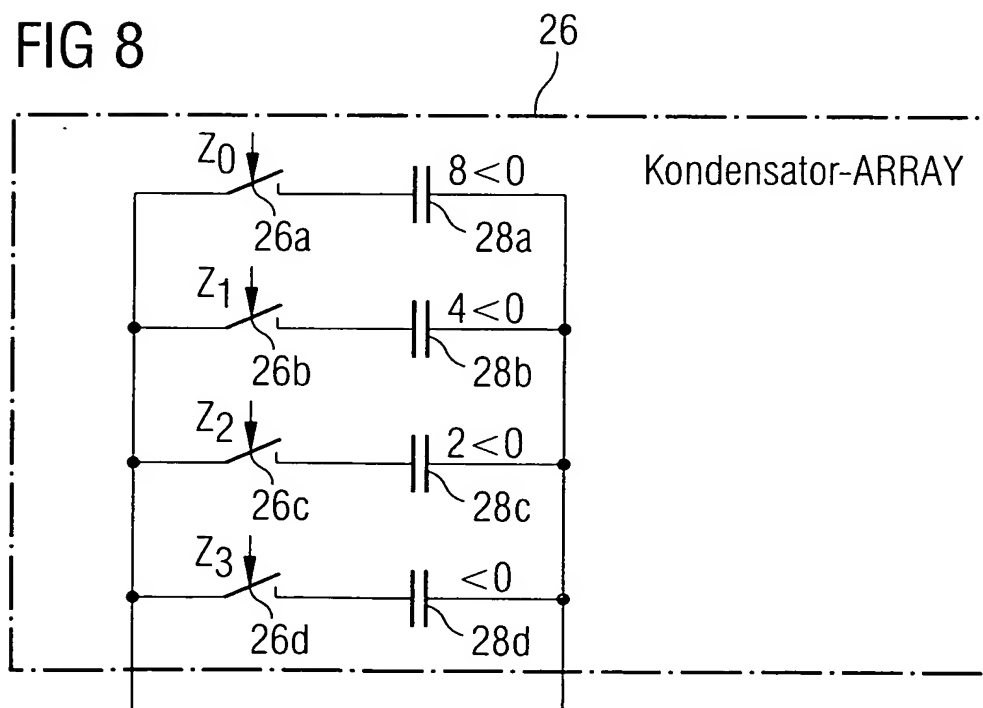 FIG 8
26
Kondensator-ARRAY
Z0
8<0
26a
28a
Z1
4<0
26b
28b
Z2
2<0
26c
28c
Z3
<0
26d
28d